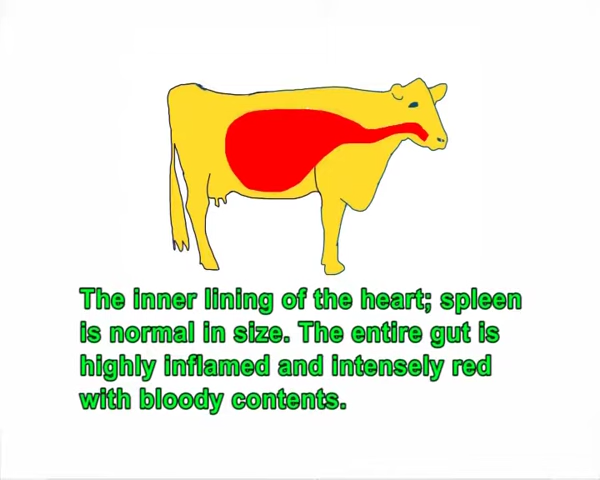 The inner lining of the heart; spleen
is normal in size. The entire gut is
highly inflamed and intensely red
with bloody contents.